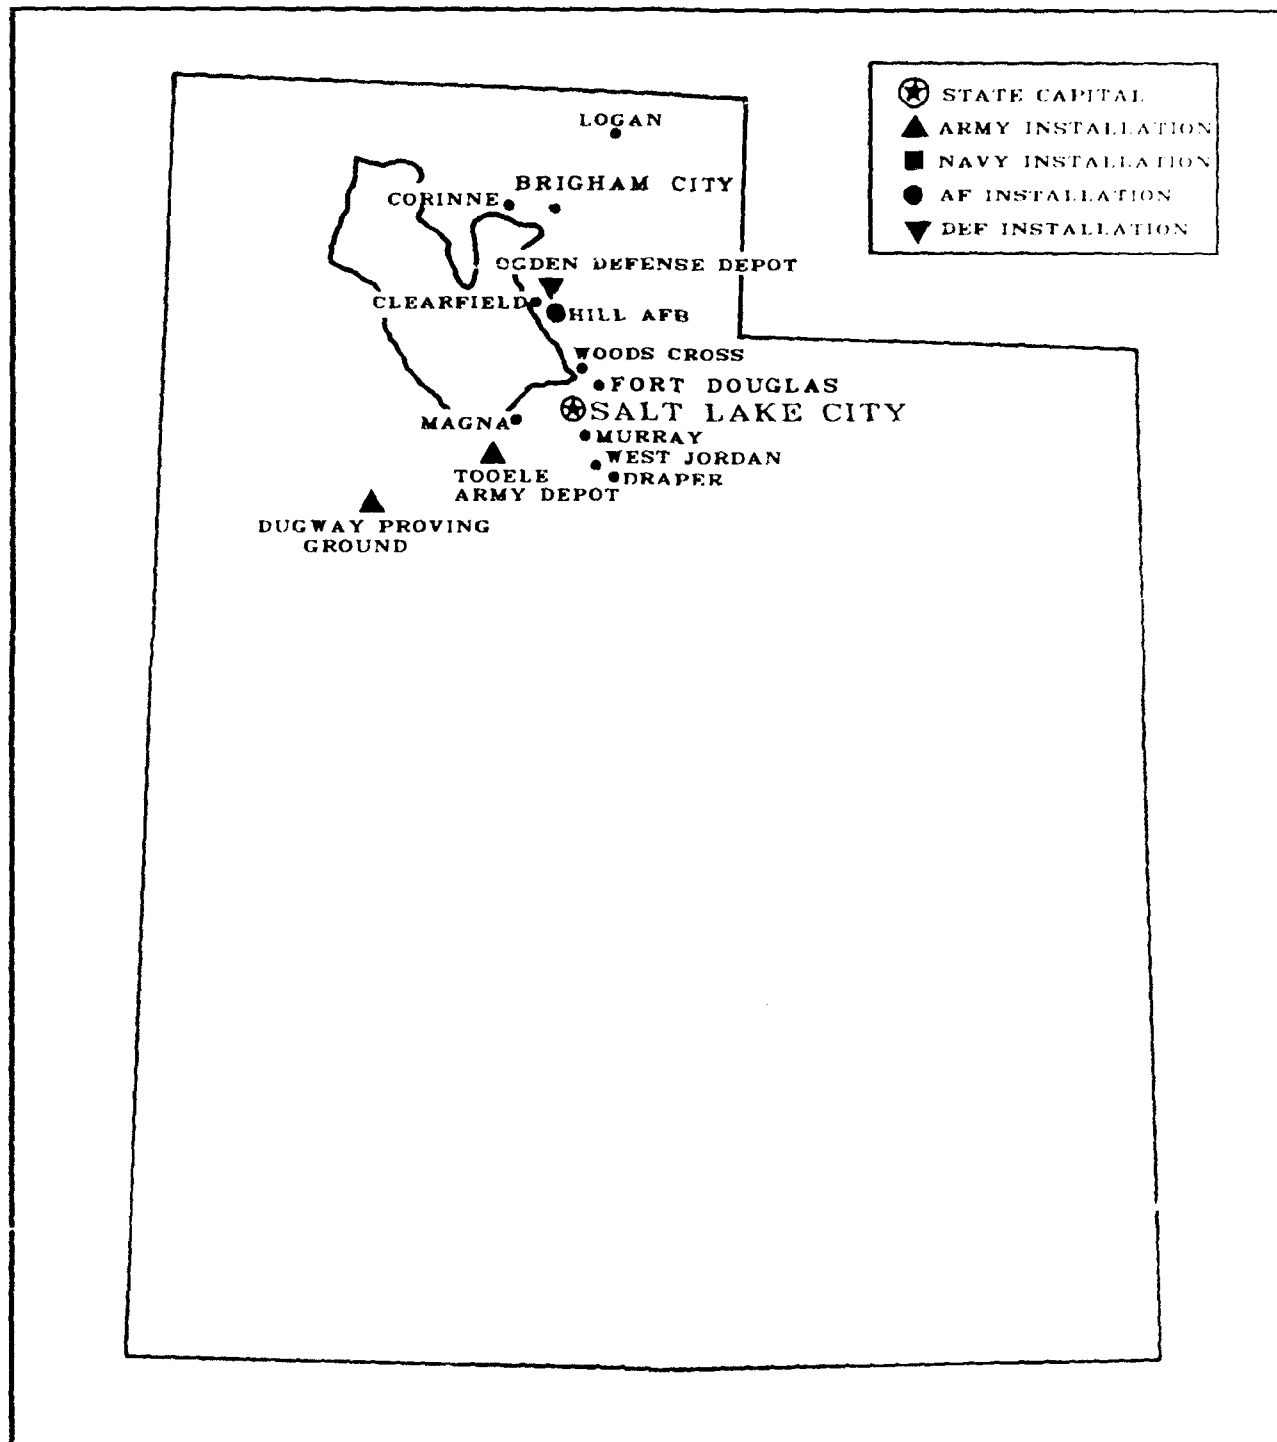 STATE CAPITAL
ARMY INSTALLATION
NAVY INSTALLATION
AF INSTALLATION
DEF INSTALLATION
LOGAN
BRIGHAM CITY
CORINNE
OGDEN DEFENSE DEPOT
CLEARFIELD
HILL AFB
WOODS CROSS
FORT DOUGLAS
SALT LAKE CITY
MAGNA
MURRAY
WEST JORDAN
TOOELE
ARMY DEPOT
DRAPER
DUGWAY PROVING
GROUND